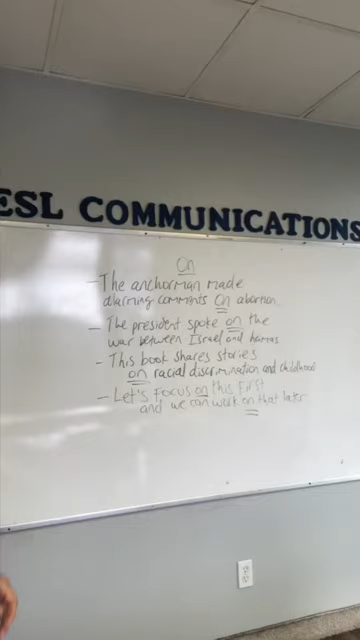 ESL COMMUNICATIONS
On
- The anchorman made
alarming comments on abortion
- The president spoke on the
war between Israel and hamas
- This book shares stories
on racial discrimination and childhood
- Let's focus on this first
and we can work on that later